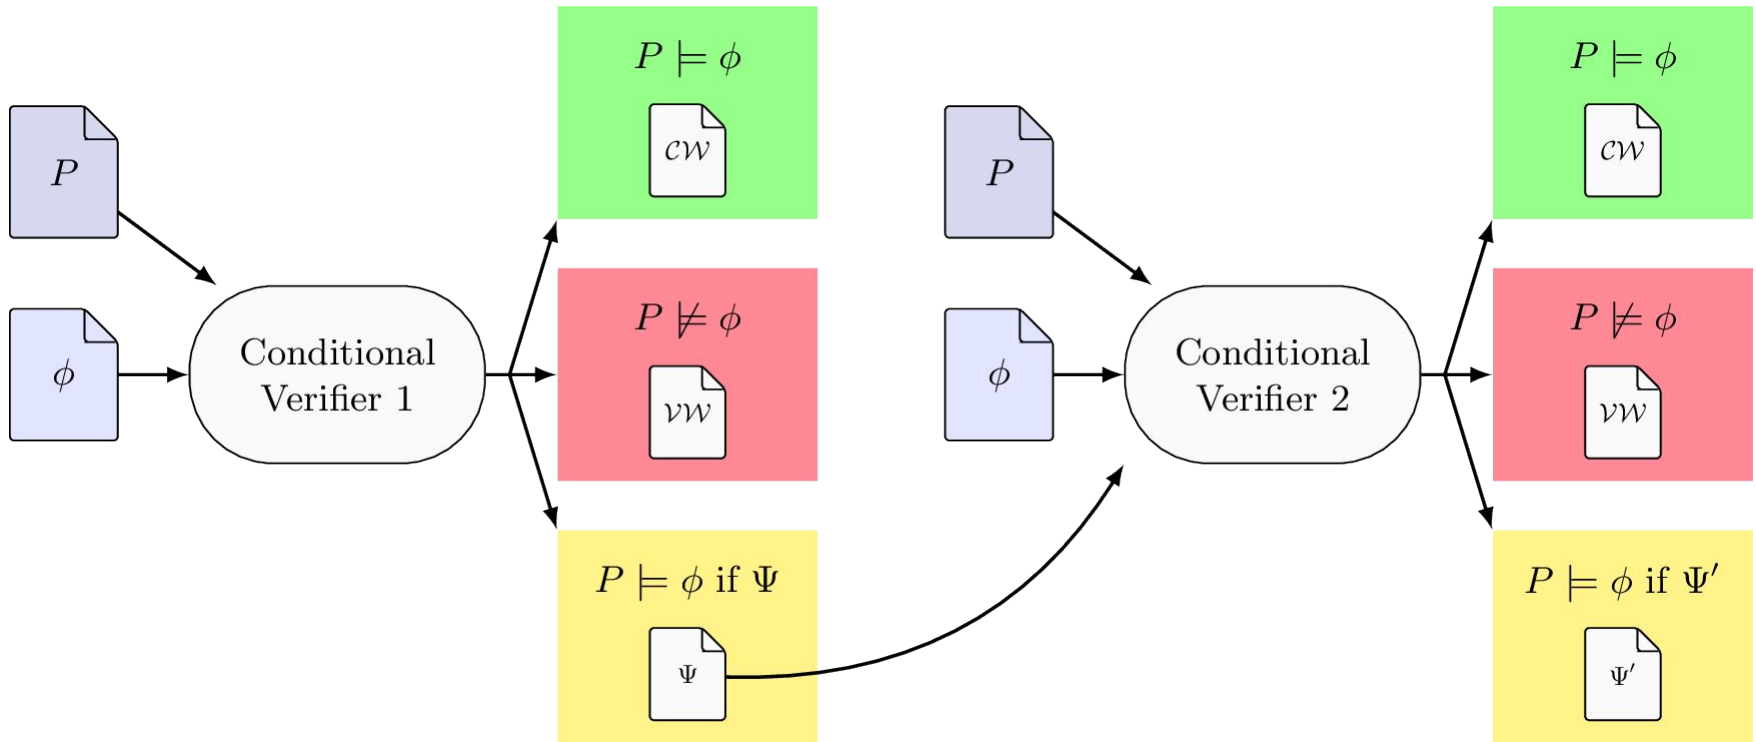 P
ϕ
Conditional
Verifier 1
P ⊨ ϕ
𝒞𝒲
P ⊭ ϕ
𝒱𝒲
P ⊨ ϕ if Ψ
Ψ
P
ϕ
Conditional
Verifier 2
P ⊨ ϕ
𝒞𝒲
P ⊭ ϕ
𝒱𝒲
P ⊨ ϕ if Ψ′
Ψ′